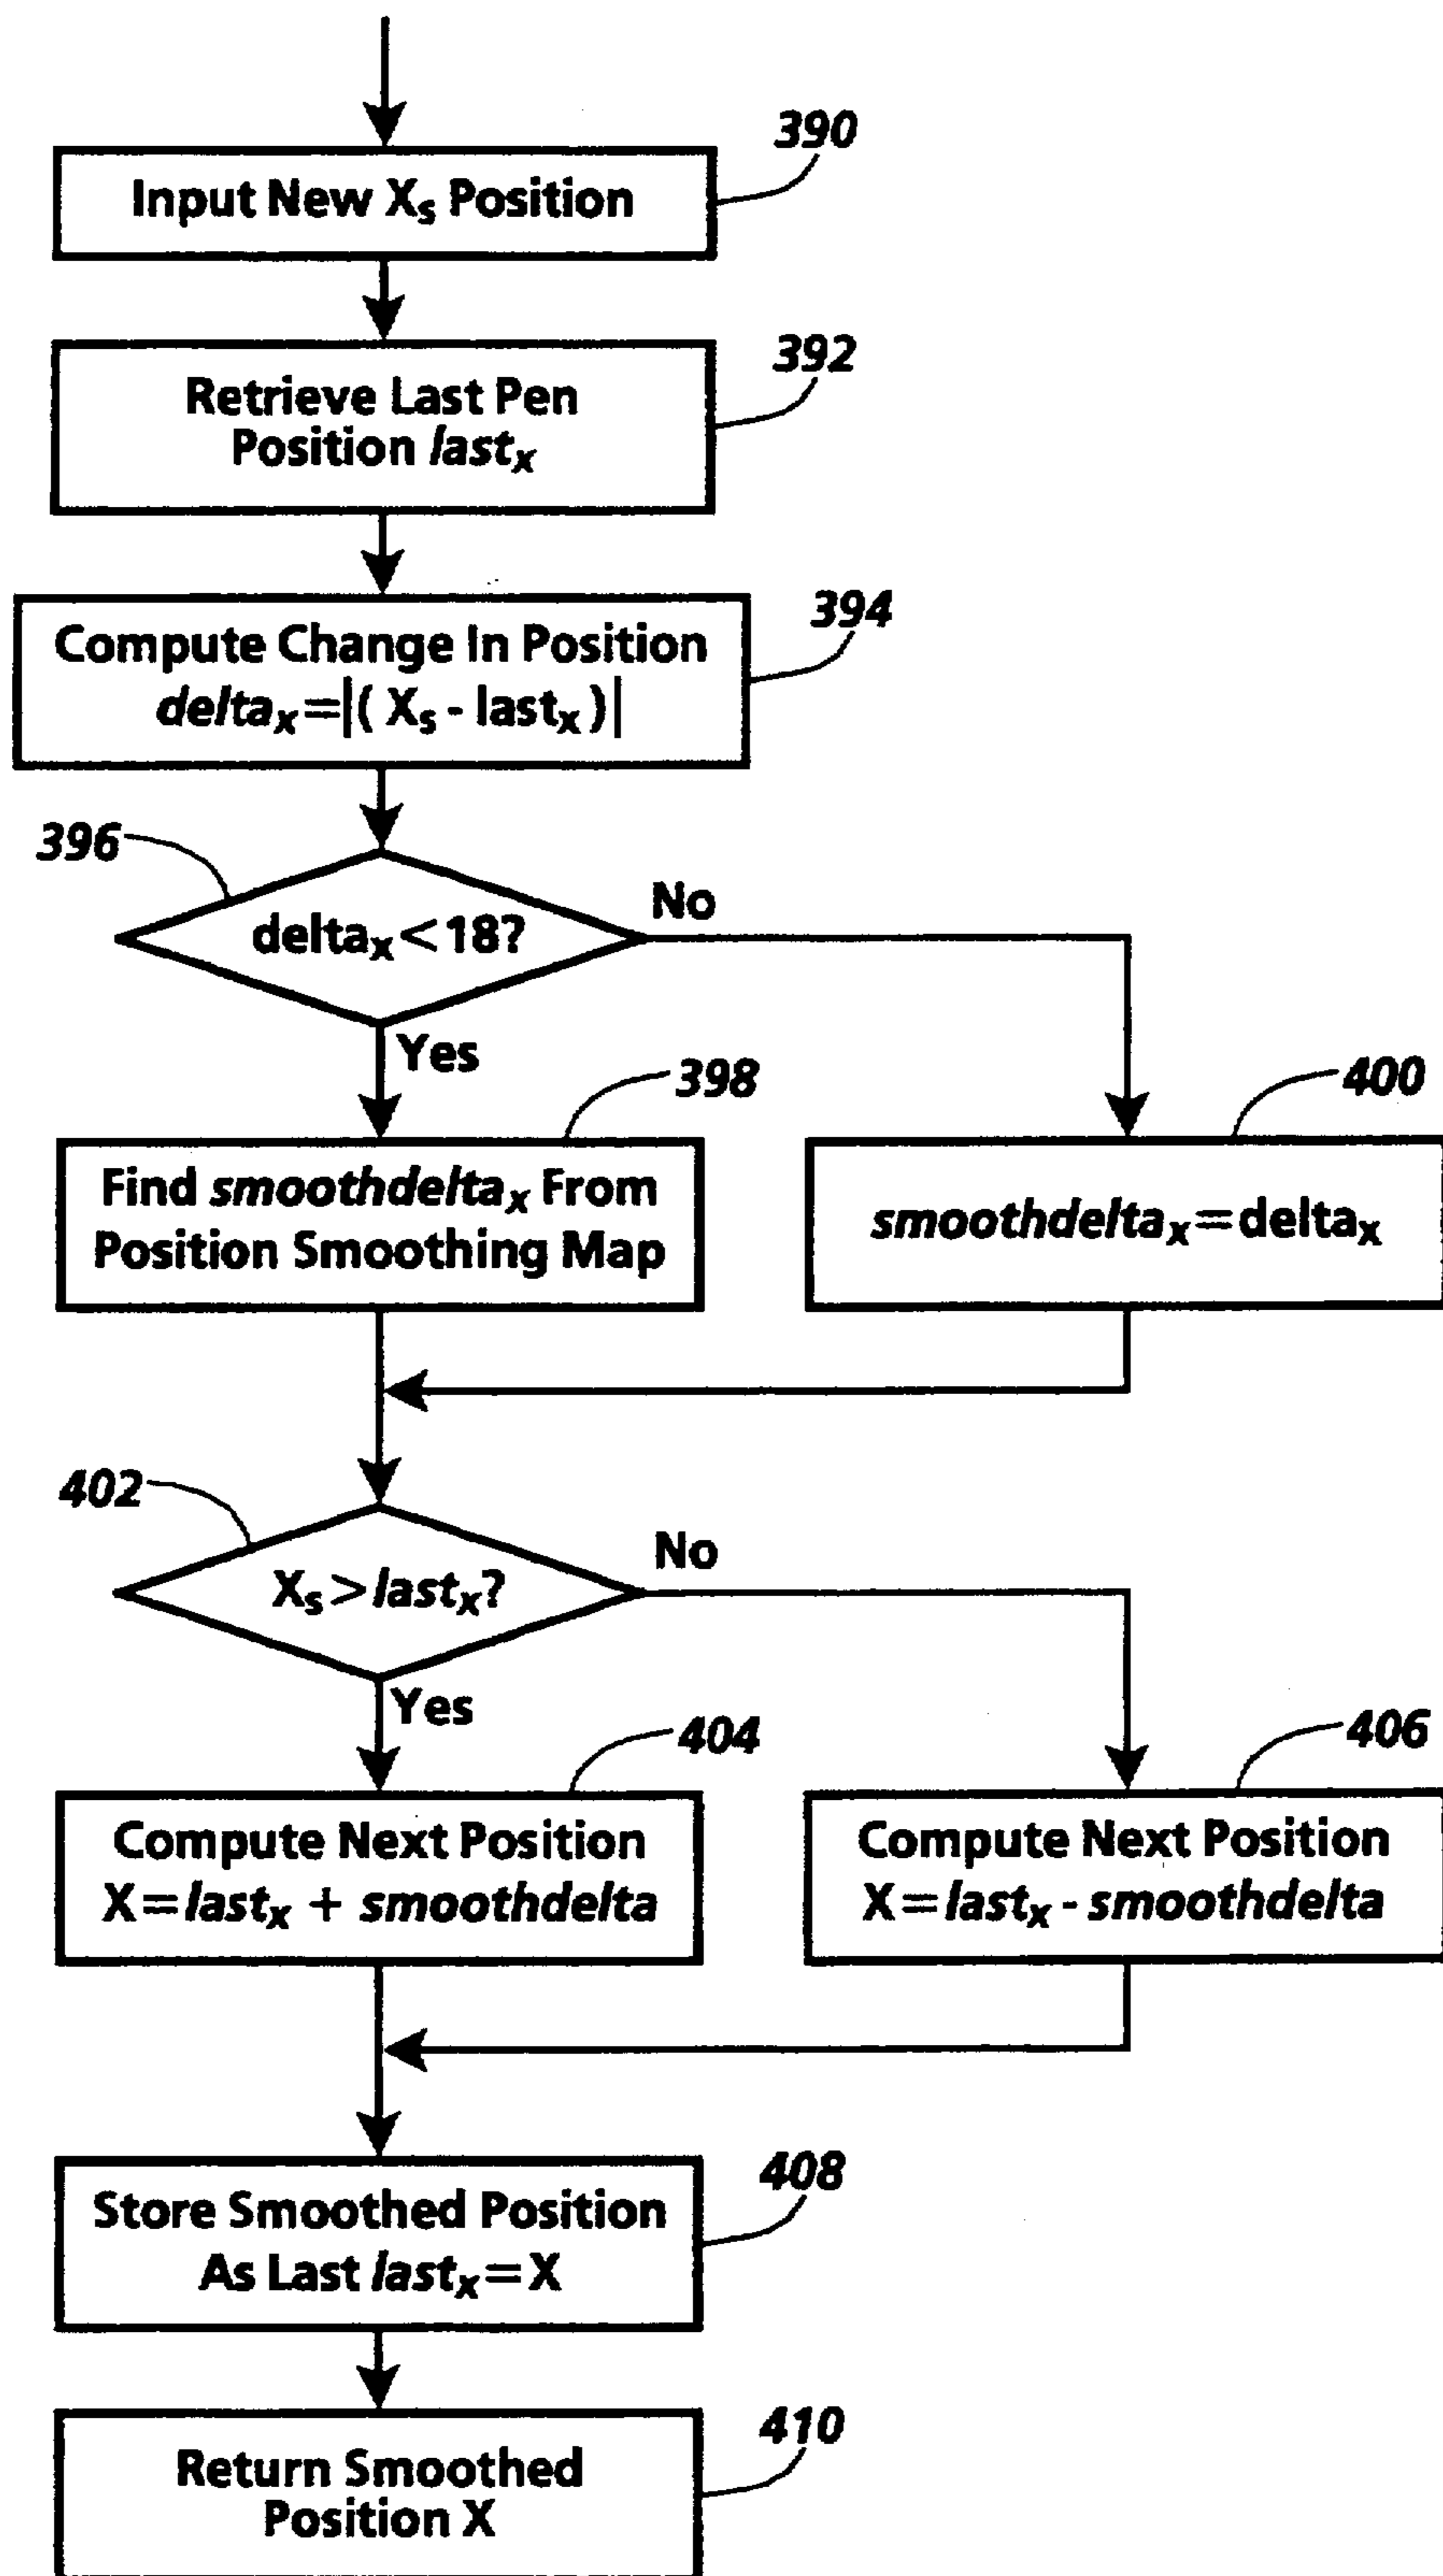 390
Input New Xs Position
392
Retrieve Last Pen
Position lastx
394
Compute Change In Position
deltax=|( Xs - lastx )|
396
deltax<18?
No
Yes
398
400
Find smoothdeltax From
Position Smoothing Map
smoothdeltax=deltax
402
Xs>lastx?
No
Yes
404
406
Compute Next Position
X=lastx + smoothdelta
Compute Next Position
X=lastx - smoothdelta
408
Store Smoothed Position
As Last lastx=X
410
Return Smoothed
Position X